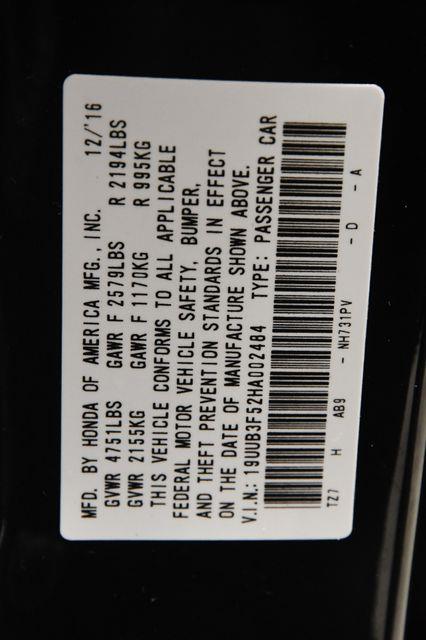 MFD. BY HONDA OF AMERICA MFG., INC. 12/'16
GVWR 4751LBS GAWR F 2579LBS R 2194LBS
GVWR 2155KG GAWR F 1170KG R 995KG
THIS VEHICLE CONFORMS TO ALL APPLICABLE
FEDERAL MOTOR VEHICLE SAFETY, BUMPER,
AND THEFT PREVENTION STANDARDS IN EFFECT
ON THE DATE OF MANUFACTURE SHOWN ABOVE.
V.I.N.:19UUB3F52HA002484 TYPE: PASSENGER CAR
TZ7 H AB9 - NH731PV - D - A